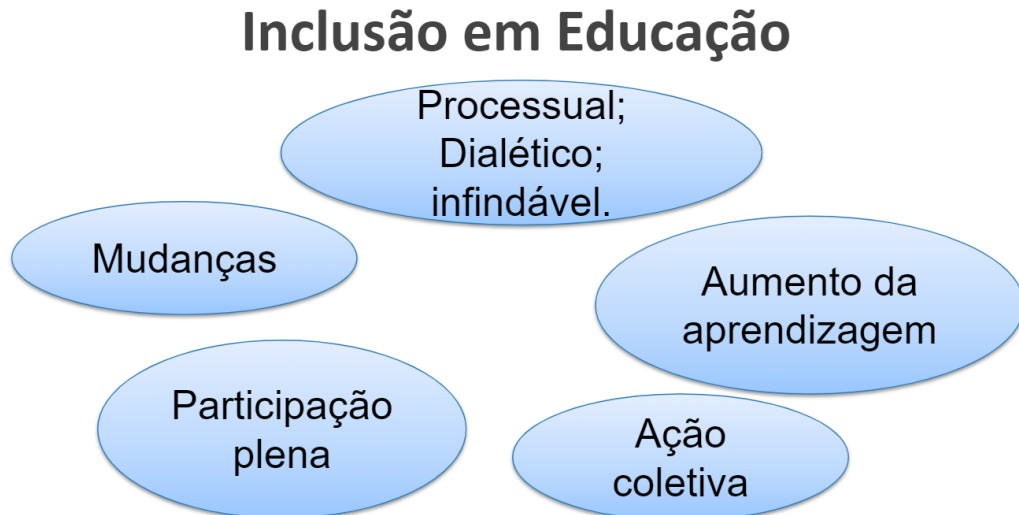 Inclusão em Educação
Processual;
Dialético;
infindável.
Mudanças
Aumento da
aprendizagem
Participação
plena
Ação
coletiva